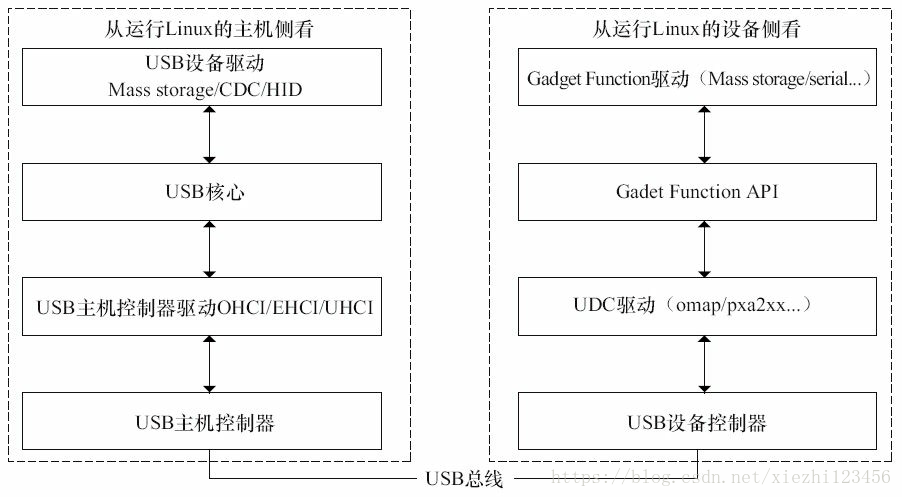 从运行Linux的主机侧看
USB设备驱动
Mass storage/CDC/HID
USB核心
USB主机控制器驱动OHCI/EHCI/UHCI
USB主机控制器
从运行Linux的设备侧看
Gadget Function驱动（Mass storage/serial...）
Gadet Function API
UDC驱动（omap/pxa2xx...）
USB设备控制器
USB总线
https://blog.csdn.net/xiezhi123456